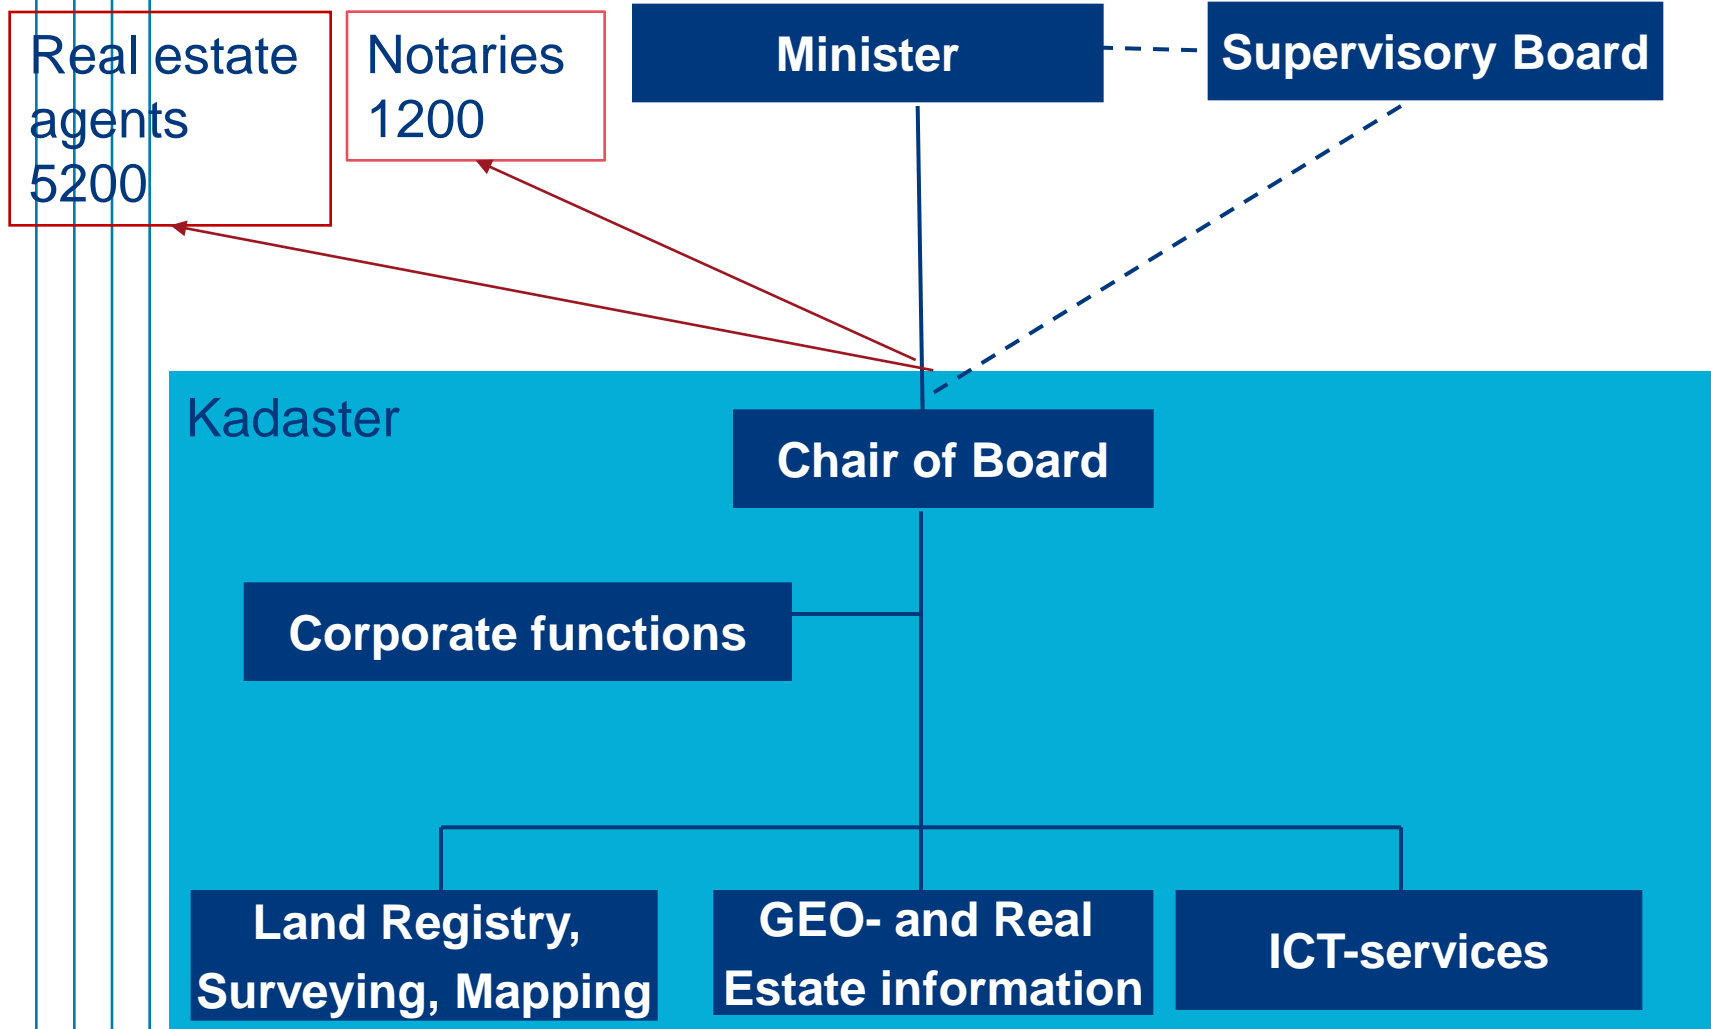 Real estate
agents
5200
Notaries
1200
Minister
Supervisory Board
Kadaster
Chair of Board
Corporate functions
Land Registry,
Surveying, Mapping
GEO- and Real
Estate information
ICT-services